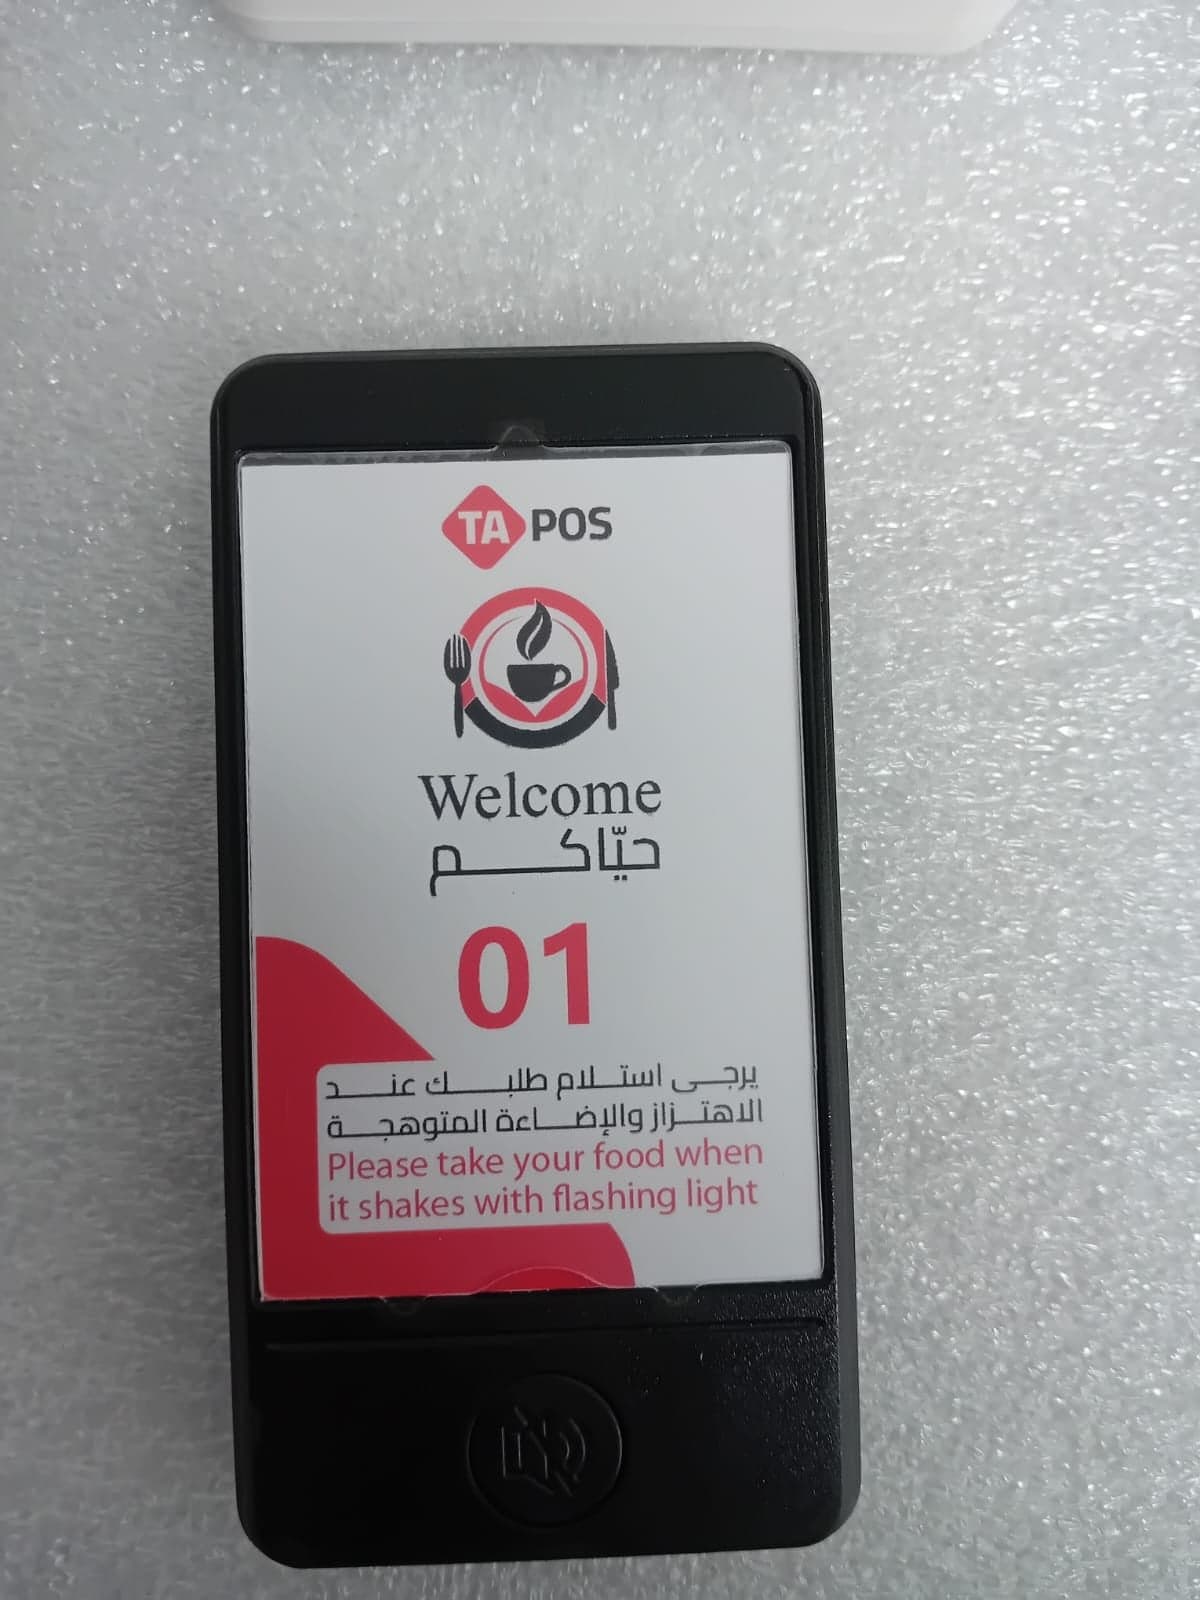 TA POS
Welcome
حيّاكم
01
يرجى استلام طلبك عند
الاهتزاز والإضاءة المتوهجة
Please take your food when
it shakes with flashing light